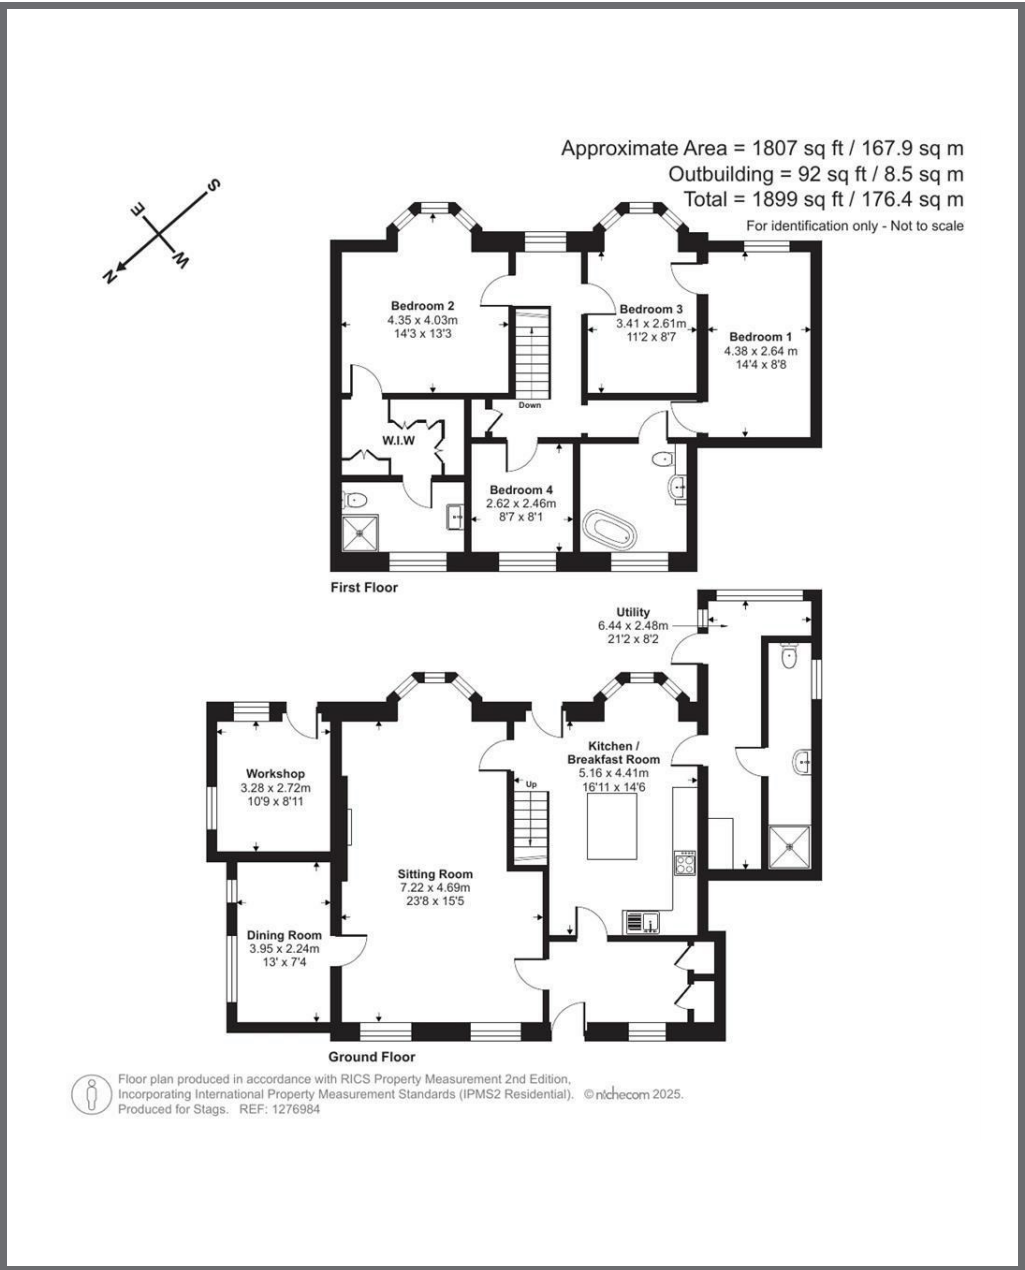 Approximate Area = 1807 sq ft / 167.9 sq m
Outbuilding = 92 sq ft / 8.5 sq m
Total = 1899 sq ft / 176.4 sq m
For identification only - Not to scale
S
E
W
N
Bedroom 2
4.35 x 4.03m
14'3 x 13'3
Bedroom 3
3.41 x 2.61m
11'2 x 8'7
Bedroom 1
4.38 x 2.64 m
14'4 x 8'8
Down
W.I.W
Bedroom 4
2.62 x 2.46m
8'7 x 8'1
First Floor
Utility
6.44 x 2.48m
21'2 x 8'2
Kitchen /
Breakfast Room
5.16 x 4.41m
16'11 x 14'6
Workshop
3.28 x 2.72m
10'9 x 8'11
Up
Sitting Room
7.22 x 4.69m
23'8 x 15'5
Dining Room
3.95 x 2.24m
13' x 7'4
Ground Floor
Floor plan produced in accordance with RICS Property Measurement 2nd Edition,
Incorporating International Property Measurement Standards (IPMS2 Residential). © nichecom 2025.
Produced for Stags. REF: 1276984